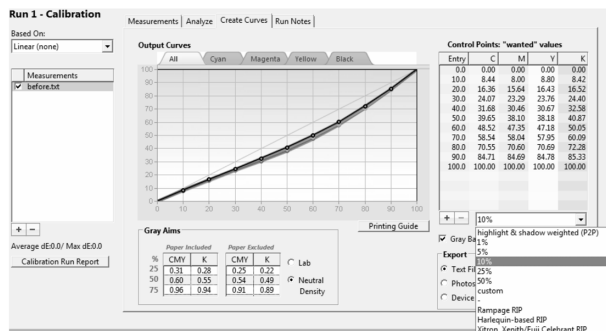 Run 1 - Calibration
Based On:
Linear (none)
Measurements
before.txt
+ -
Average dE:0.0/ Max dE:0.0
Calibration Run Report
Measurements Analyze Create Curves Run Notes
Output Curves
All Cyan Magenta Yellow Black
100
90
80
70
60
50
40
30
20
10
0
0 10 20 30 40 50 60 70 80 90 100
Printing Guide
Gray Aims
Paper Included Paper Excluded
% CMY K CMY K
25 0.31 0.28 0.25 0.22
50 0.60 0.55 0.54 0.49
75 0.96 0.94 0.91 0.89
Lab
Neutral
Density
Control Points: "wanted" values
Entry C M Y K
0.0 0.00 0.00 0.00 0.00
10.0 8.44 8.00 8.80 8.42
20.0 16.36 15.64 16.43 16.52
30.0 24.07 23.29 23.76 24.40
40.0 31.68 30.46 30.67 32.58
50.0 39.65 38.10 38.18 40.87
60.0 48.52 47.35 47.18 50.05
70.0 58.54 58.04 57.95 60.09
80.0 70.55 70.60 70.69 72.28
90.0 84.71 84.69 84.78 85.33
100.0 100.00 100.00 100.00 100.00
+ - 10%
highlight & shadow weighted (P2P)
1%
5%
10%
25%
50%
custom
-
Rampage RIP
Harlequin-based RIP
Xitron, Xenith/Fuji Celebrant RIP
Gray Ba
Export
Text Fil
Photos
Device